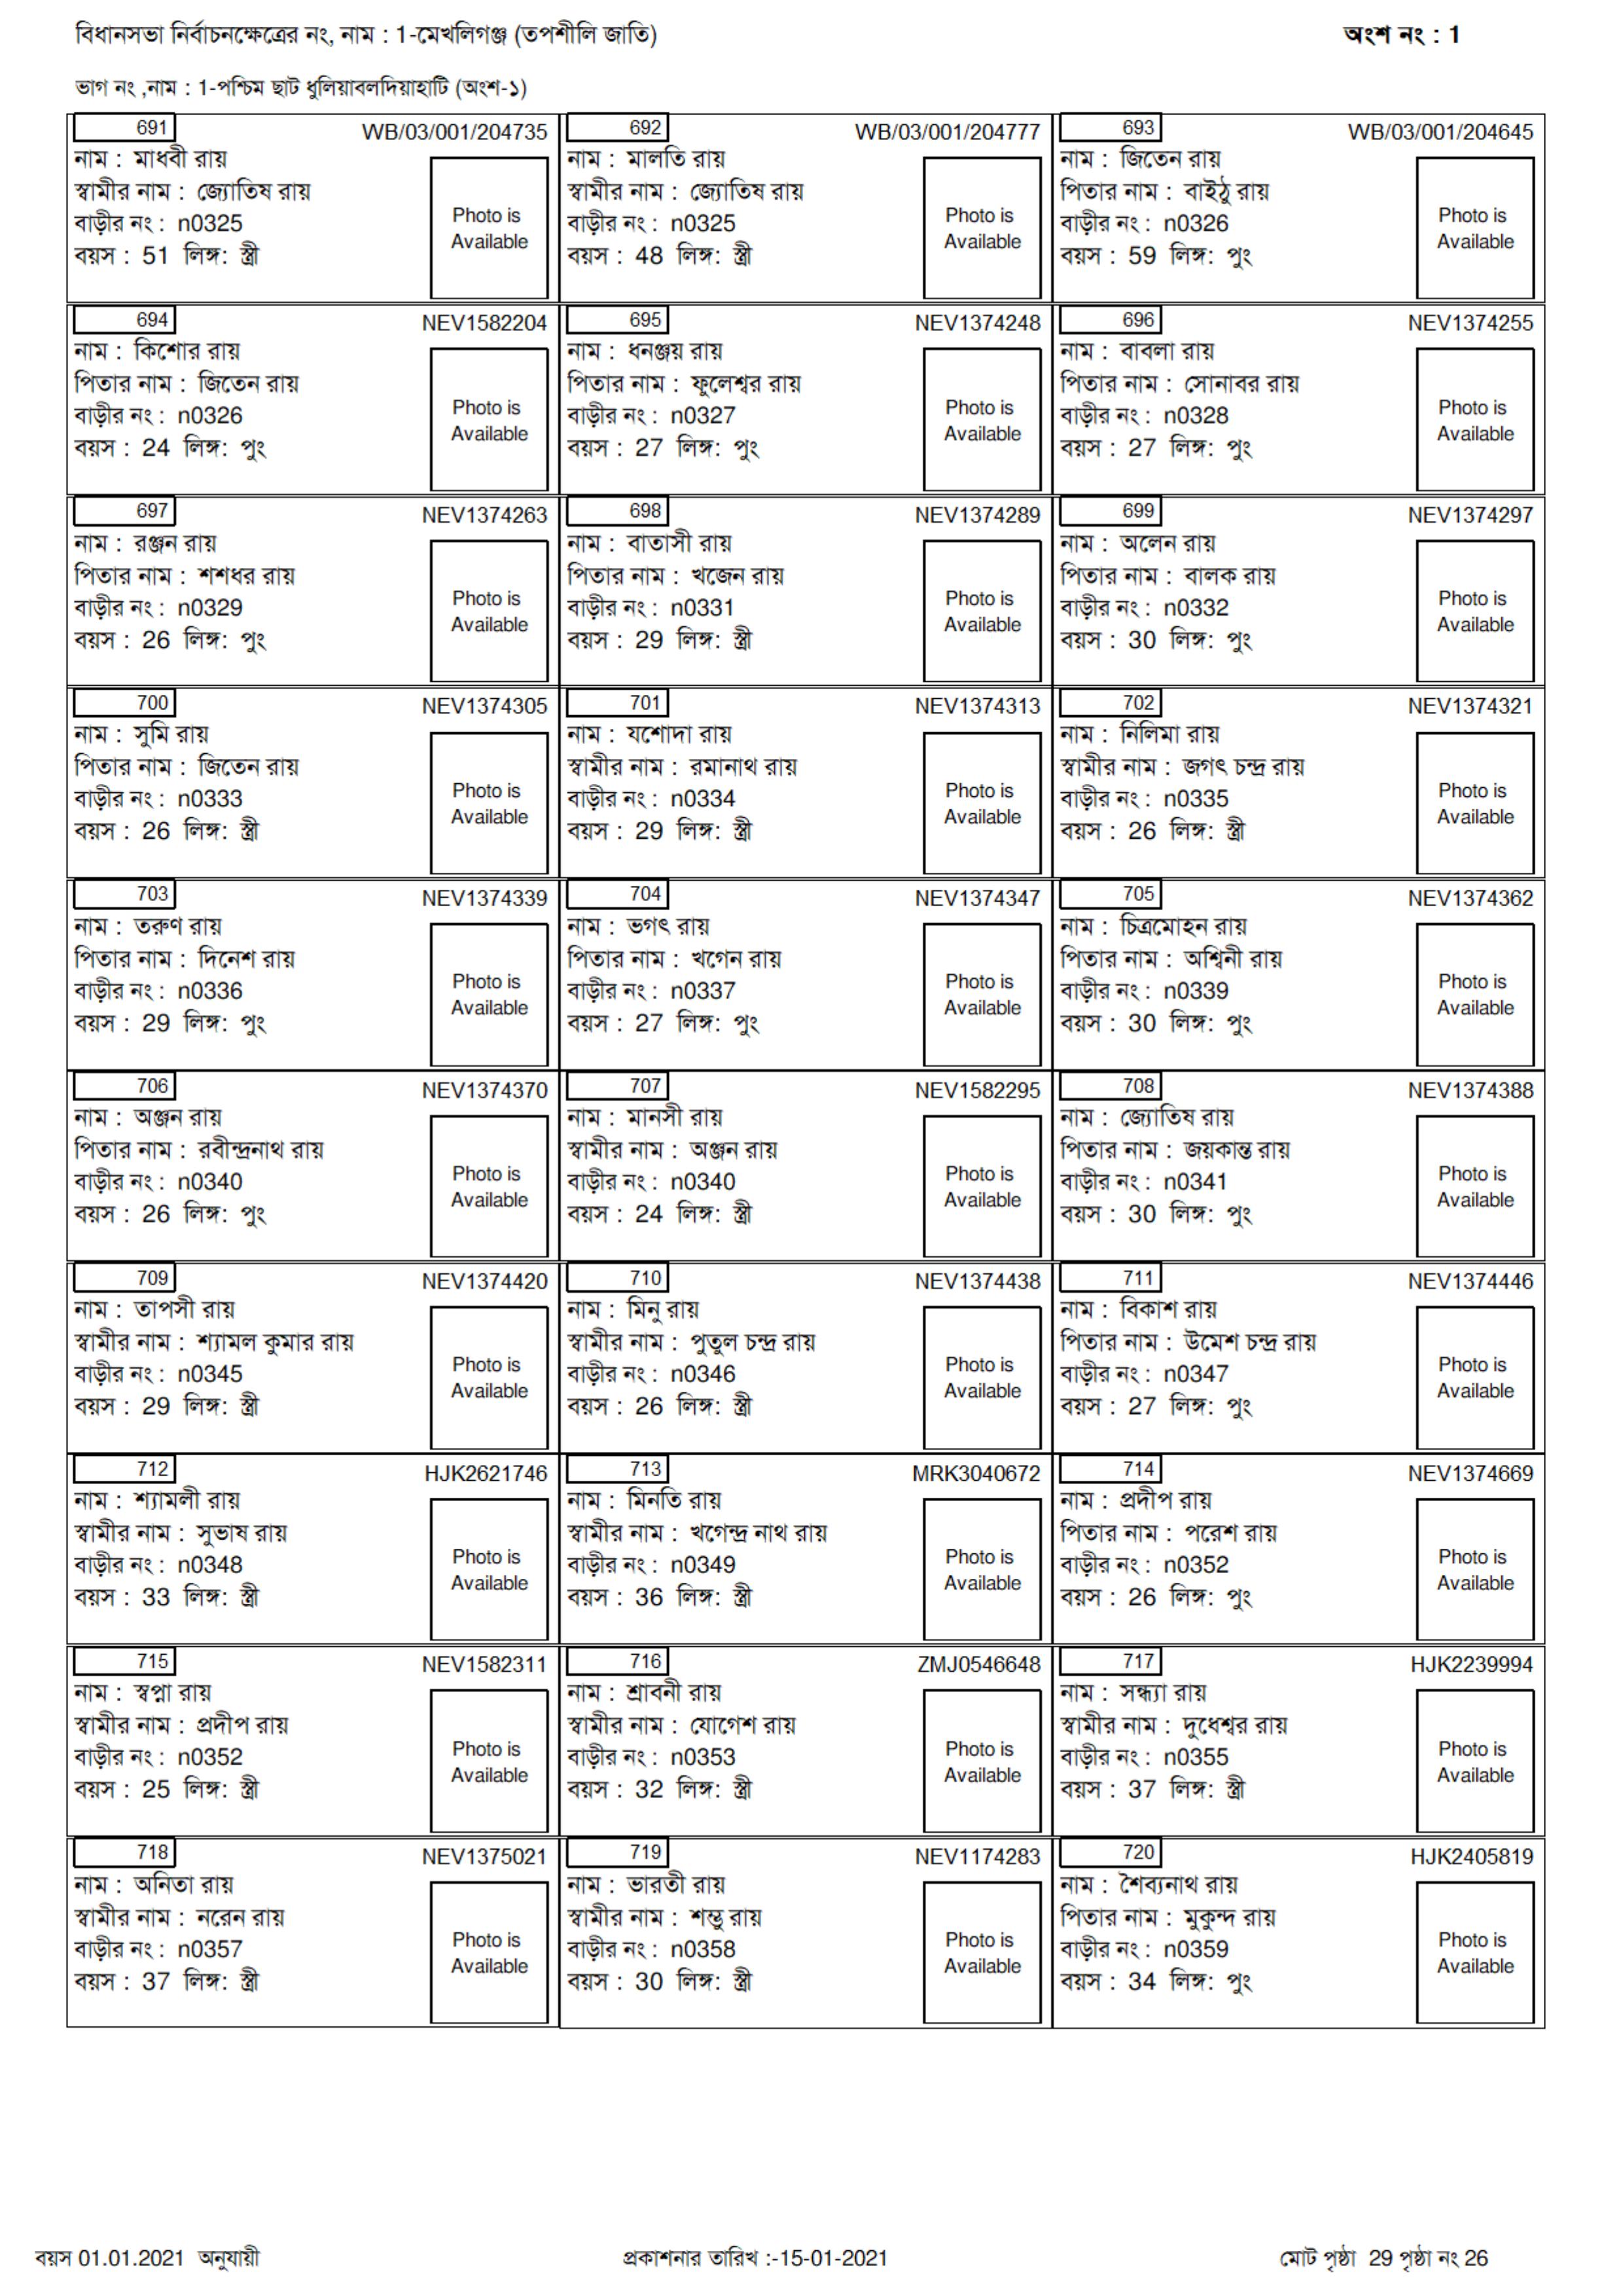 বিধানসভা নির্বাচনক্ষেত্রের নং, নাম : 1-মেখলিগঞ্জ (তপশীলি জাতি) অংশ নং : 1
ভাগ নং ,নাম : 1-পশ্চিম ছাট ধুলিয়াবলদিয়াহাটি (অংশ-১)
691 WB/03/001/204735
নাম : মাধবী রায়
স্বামীর নাম : জ্যোতিষ রায়
বাড়ীর নং : n0325
বয়স : 51 লিঙ্গ: স্ত্রী
Photo is
Available
692 WB/03/001/204777
নাম : মালতি রায়
স্বামীর নাম : জ্যোতিষ রায়
বাড়ীর নং : n0325
বয়স : 48 লিঙ্গ: স্ত্রী
Photo is
Available
693 WB/03/001/204645
নাম : জিতেন রায়
পিতার নাম : বাইঠু রায়
বাড়ীর নং : n0326
বয়স : 59 লিঙ্গ: পুং
Photo is
Available
694 NEV1582204
নাম : কিশোর রায়
পিতার নাম : জিতেন রায়
বাড়ীর নং : n0326
বয়স : 24 লিঙ্গ: পুং
Photo is
Available
695 NEV1374248
নাম : ধনঞ্জয় রায়
পিতার নাম : ফুলেশ্বর রায়
বাড়ীর নং : n0327
বয়স : 27 লিঙ্গ: পুং
Photo is
Available
696 NEV1374255
নাম : বাবলা রায়
পিতার নাম : সোনাবর রায়
বাড়ীর নং : n0328
বয়স : 27 লিঙ্গ: পুং
Photo is
Available
697 NEV1374263
নাম : রঞ্জন রায়
পিতার নাম : শশধর রায়
বাড়ীর নং : n0329
বয়স : 26 লিঙ্গ: পুং
Photo is
Available
698 NEV1374289
নাম : বাতাসী রায়
পিতার নাম : খজেন রায়
বাড়ীর নং : n0331
বয়স : 29 লিঙ্গ: স্ত্রী
Photo is
Available
699 NEV1374297
নাম : অলেন রায়
পিতার নাম : বালক রায়
বাড়ীর নং : n0332
বয়স : 30 লিঙ্গ: পুং
Photo is
Available
700 NEV1374305
নাম : সুমি রায়
পিতার নাম : জিতেন রায়
বাড়ীর নং : n0333
বয়স : 26 লিঙ্গ: স্ত্রী
Photo is
Available
701 NEV1374313
নাম : যশোদা রায়
স্বামীর নাম : রমানাথ রায়
বাড়ীর নং : n0334
বয়স : 29 লিঙ্গ: স্ত্রী
Photo is
Available
702 NEV1374321
নাম : নিলিমা রায়
স্বামীর নাম : জগৎ চন্দ্র রায়
বাড়ীর নং : n0335
বয়স : 26 লিঙ্গ: স্ত্রী
Photo is
Available
703 NEV1374339
নাম : তরুণ রায়
পিতার নাম : দিনেশ রায়
বাড়ীর নং : n0336
বয়স : 29 লিঙ্গ: পুং
Photo is
Available
704 NEV1374347
নাম : ভগৎ রায়
পিতার নাম : খগেন রায়
বাড়ীর নং : n0337
বয়স : 27 লিঙ্গ: পুং
Photo is
Available
705 NEV1374362
নাম : চিত্রমোহন রায়
পিতার নাম : অশ্বিনী রায়
বাড়ীর নং : n0339
বয়স : 30 লিঙ্গ: পুং
Photo is
Available
706 NEV1374370
নাম : অঞ্জন রায়
পিতার নাম : রবীন্দ্রনাথ রায়
বাড়ীর নং : n0340
বয়স : 26 লিঙ্গ: পুং
Photo is
Available
707 NEV1582295
নাম : মানসী রায়
স্বামীর নাম : অঞ্জন রায়
বাড়ীর নং : n0340
বয়স : 24 লিঙ্গ: স্ত্রী
Photo is
Available
708 NEV1374388
নাম : জ্যোতিষ রায়
পিতার নাম : জয়কান্ত রায়
বাড়ীর নং : n0341
বয়স : 30 লিঙ্গ: পুং
Photo is
Available
709 NEV1374420
নাম : তাপসী রায়
স্বামীর নাম : শ্যামল কুমার রায়
বাড়ীর নং : n0345
বয়স : 29 লিঙ্গ: স্ত্রী
Photo is
Available
710 NEV1374438
নাম : মিনু রায়
স্বামীর নাম : পুতুল চন্দ্র রায়
বাড়ীর নং : n0346
বয়স : 26 লিঙ্গ: স্ত্রী
Photo is
Available
711 NEV1374446
নাম : বিকাশ রায়
পিতার নাম : উমেশ চন্দ্র রায়
বাড়ীর নং : n0347
বয়স : 27 লিঙ্গ: পুং
Photo is
Available
712 HJK2621746
নাম : শ্যামলী রায়
স্বামীর নাম : সুভাষ রায়
বাড়ীর নং : n0348
বয়স : 33 লিঙ্গ: স্ত্রী
Photo is
Available
713 MRK3040672
নাম : মিনতি রায়
স্বামীর নাম : খগেন্দ্র নাথ রায়
বাড়ীর নং : n0349
বয়স : 36 লিঙ্গ: স্ত্রী
Photo is
Available
714 NEV1374669
নাম : প্রদীপ রায়
পিতার নাম : পরেশ রায়
বাড়ীর নং : n0352
বয়স : 26 লিঙ্গ: পুং
Photo is
Available
715 NEV1582311
নাম : স্বপ্না রায়
স্বামীর নাম : প্রদীপ রায়
বাড়ীর নং : n0352
বয়স : 25 লিঙ্গ: স্ত্রী
Photo is
Available
716 ZMJ0546648
নাম : শ্রাবনী রায়
স্বামীর নাম : যোগেশ রায়
বাড়ীর নং : n0353
বয়স : 32 লিঙ্গ: স্ত্রী
Photo is
Available
717 HJK2239994
নাম : সন্ধ্যা রায়
স্বামীর নাম : দুধেশ্বর রায়
বাড়ীর নং : n0355
বয়স : 37 লিঙ্গ: স্ত্রী
Photo is
Available
718 NEV1375021
নাম : অনিতা রায়
স্বামীর নাম : নরেন রায়
বাড়ীর নং : n0357
বয়স : 37 লিঙ্গ: স্ত্রী
Photo is
Available
719 NEV1174283
নাম : ভারতী রায়
স্বামীর নাম : শম্ভু রায়
বাড়ীর নং : n0358
বয়স : 30 লিঙ্গ: স্ত্রী
Photo is
Available
720 HJK2405819
নাম : শৈব্যনাথ রায়
পিতার নাম : মুকুন্দ রায়
বাড়ীর নং : n0359
বয়স : 34 লিঙ্গ: পুং
Photo is
Available
বয়স 01.01.2021 অনুযায়ী প্রকাশনার তারিখ :-15-01-2021 মোট পৃষ্ঠা 29 পৃষ্ঠা নং 26